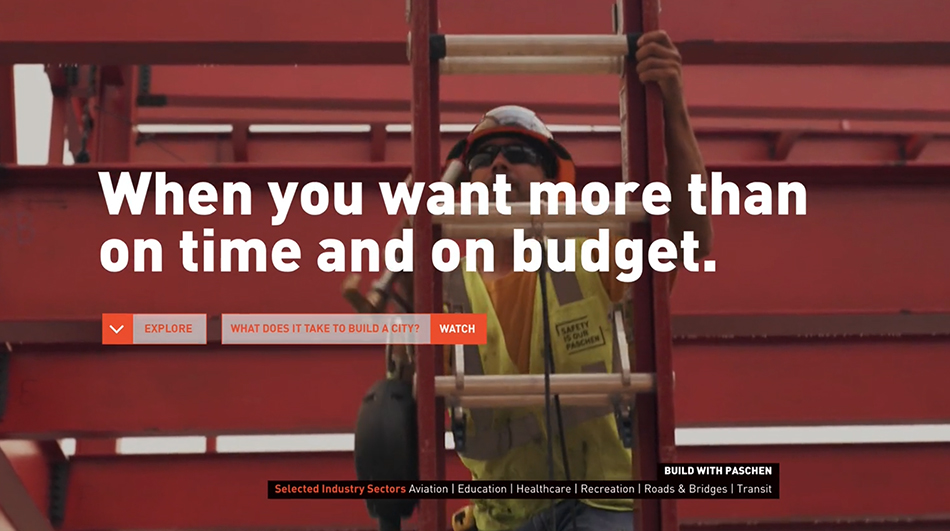 When you want more than
on time and on budget.
EXPLORE
WHAT DOES IT TAKE TO BUILD A CITY? WATCH
SAFETY
IS OUR
PASCHEN
BUILD WITH PASCHEN
Selected Industry Sectors Aviation | Education | Healthcare | Recreation | Roads & Bridges | Transit